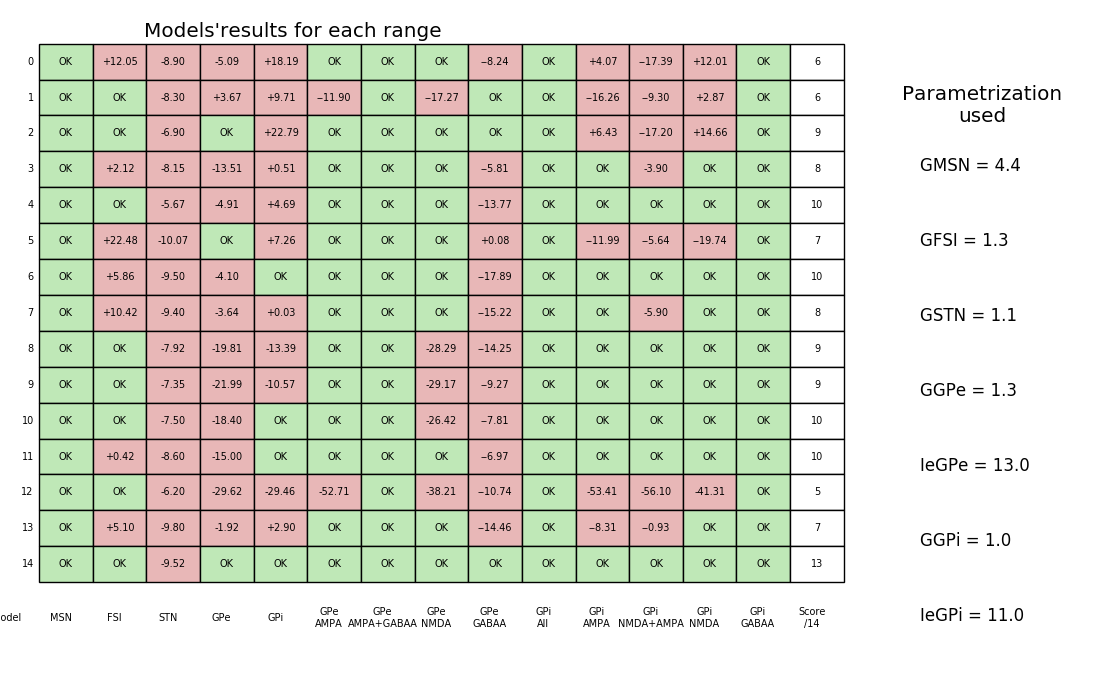 Models'results for each range
0 OK +12.05 -8.90 -5.09 +18.19 OK OK OK −8.24 OK +4.07 −17.39 +12.01 OK 6
1 OK OK -8.30 +3.67 +9.71 −11.90 OK −17.27 OK OK −16.26 −9.30 +2.87 OK 6
2 OK OK -6.90 OK +22.79 OK OK OK OK OK +6.43 −17.20 +14.66 OK 9
3 OK +2.12 -8.15 -13.51 +0.51 OK OK OK −5.81 OK OK -3.90 OK OK 8
4 OK OK -5.67 -4.91 +4.69 OK OK OK −13.77 OK OK OK OK OK 10
5 OK +22.48 -10.07 OK +7.26 OK OK OK +0.08 OK −11.99 −5.64 −19.74 OK 7
6 OK +5.86 -9.50 -4.10 OK OK OK OK −17.89 OK OK OK OK OK 10
7 OK +10.42 -9.40 -3.64 +0.03 OK OK OK −15.22 OK OK -5.90 OK OK 8
8 OK OK -7.92 -19.81 -13.39 OK OK -28.29 −14.25 OK OK OK OK OK 9
9 OK OK -7.35 -21.99 -10.57 OK OK -29.17 −9.27 OK OK OK OK OK 9
10 OK OK -7.50 -18.40 OK OK OK -26.42 −7.81 OK OK OK OK OK 10
11 OK +0.42 -8.60 -15.00 OK OK OK OK −6.97 OK OK OK OK OK 10
12 OK OK -6.20 -29.62 -29.46 -52.71 OK -38.21 −10.74 OK -53.41 -56.10 -41.31 OK 5
13 OK +5.10 -9.80 -1.92 +2.90 OK OK OK −14.46 OK −8.31 −0.93 OK OK 7
14 OK OK -9.52 OK OK OK OK OK OK OK OK OK OK OK 13
GPe GPe GPe GPe GPi GPi GPi GPi GPi Score
odel MSN FSI STN GPe GPi
AMPA AMPA+GABAA NMDA GABAA All AMPA NMDA+AMPA NMDA GABAA /14
Parametrization
used
GMSN = 4.4
GFSI = 1.3
GSTN = 1.1
GGPe = 1.3
IeGPe = 13.0
GGPi = 1.0
IeGPi = 11.0